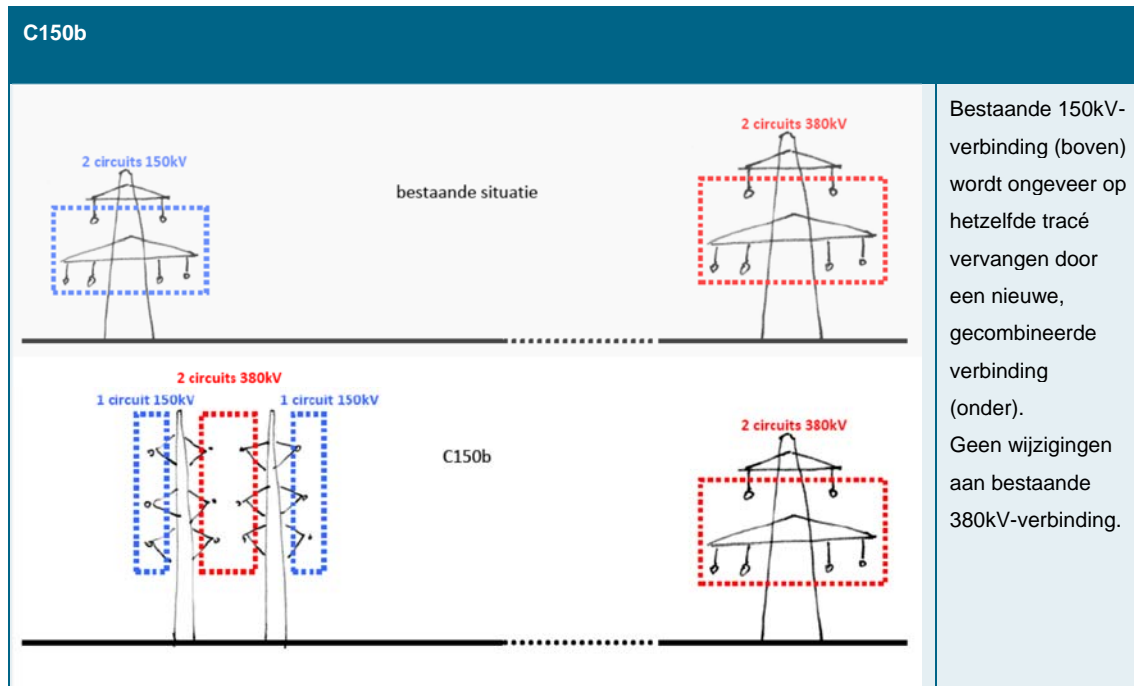 C150b
2 circuits 150kV
bestaande situatie
2 circuits 380kV
2 circuits 380kV
1 circuit 150kV
1 circuit 150kV
C150b
2 circuits 380kV
Bestaande 150kV-
verbinding (boven)
wordt ongeveer op
hetzelfde tracé
vervangen door
een nieuwe,
gecombineerde
verbinding
(onder).
Geen wijzigingen
aan bestaande
380kV-verbinding.